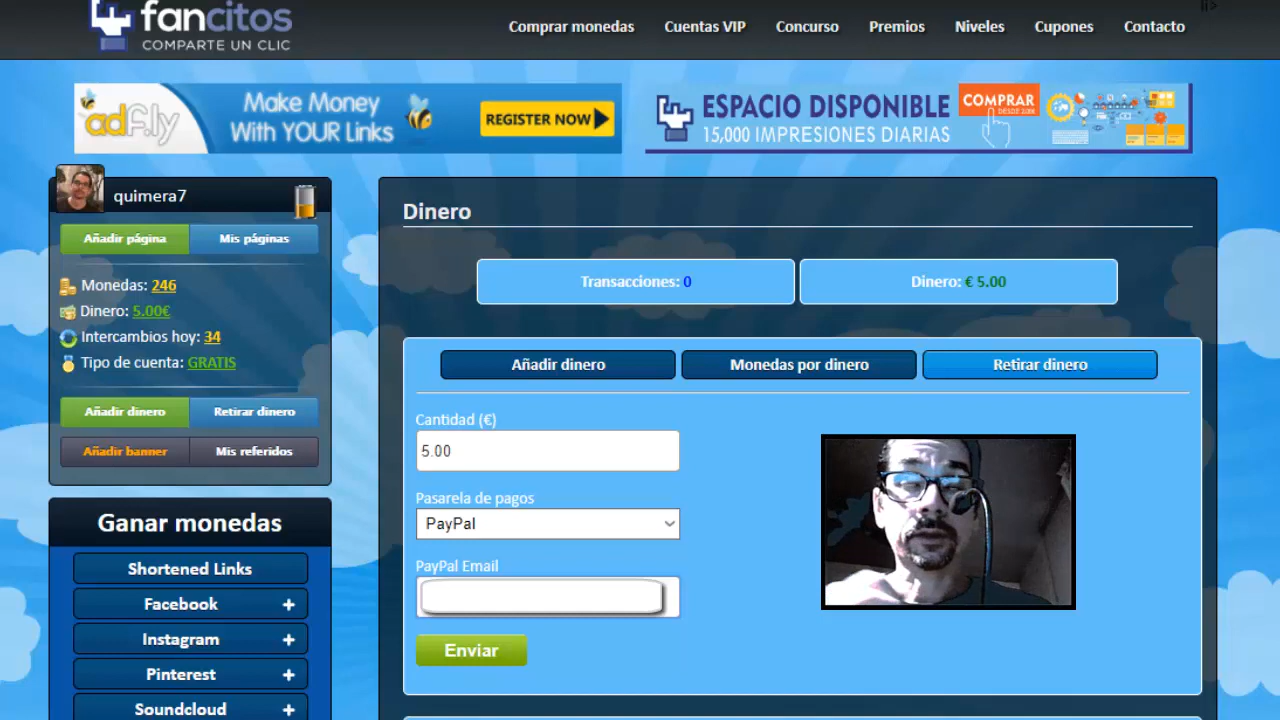 fancitos
COMPARTE UN CLIC
Comprar monedas
Cuentas VIP
Concurso
Premios
Niveles
Cupones
Contacto
li>
adf.ly
Make Money
With YOUR Links
REGISTER NOW
ESPACIO DISPONIBLE
15,000 IMPRESIONES DIARIAS
COMPRAR
quimera7
Añadir página
Mis páginas
Monedas: 246
Dinero: 5.00€
Intercambios hoy: 34
Tipo de cuenta: GRATIS
Añadir dinero
Retirar dinero
Añadir banner
Mis referidos
Ganar monedas
Shortened Links
Facebook +
Instagram +
Pinterest +
Soundcloud +
Dinero
Transacciones: 0
Dinero: € 5.00
Añadir dinero
Monedas por dinero
Retirar dinero
Cantidad (€)
5.00
Pasarela de pagos
PayPal
PayPal Email
Enviar